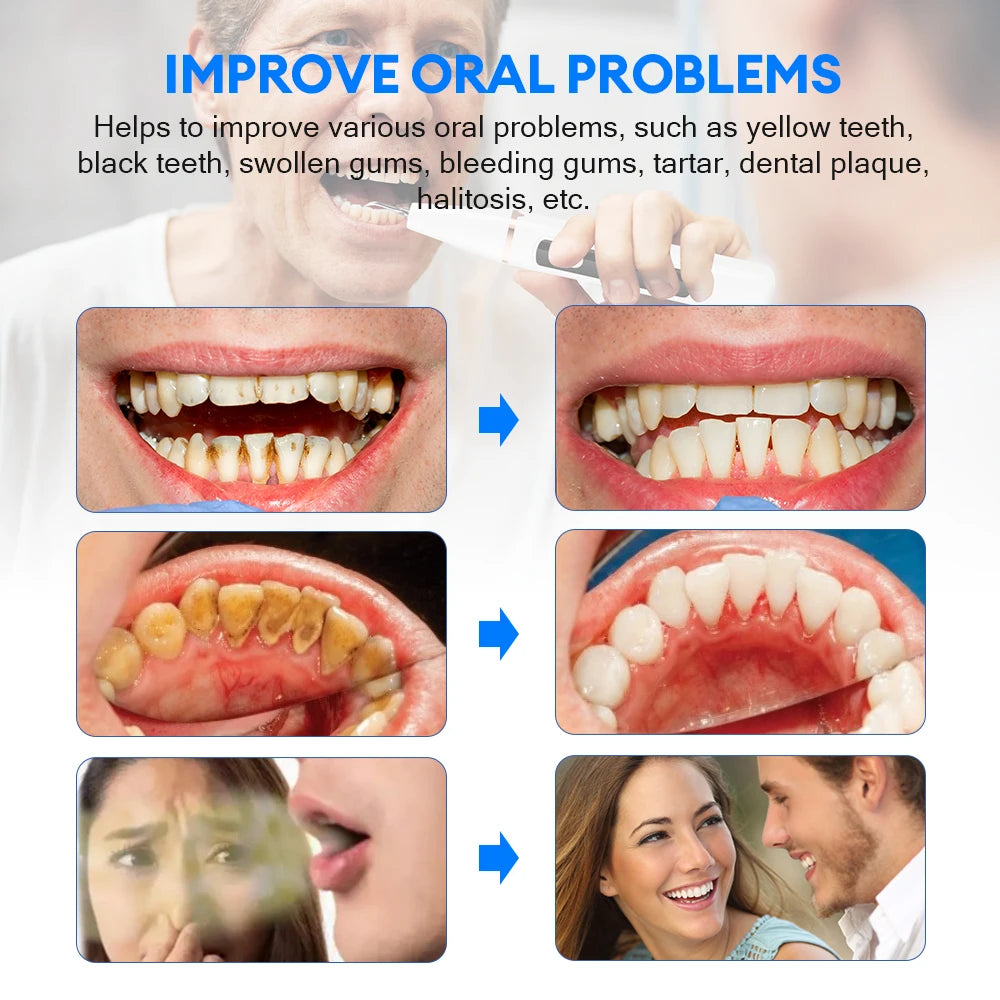 IMPROVE ORAL PROBLEMS
Helps to improve various oral problems, such as yellow teeth,
black teeth, swollen gums, bleeding gums, tartar, dental plaque,
halitosis, etc.